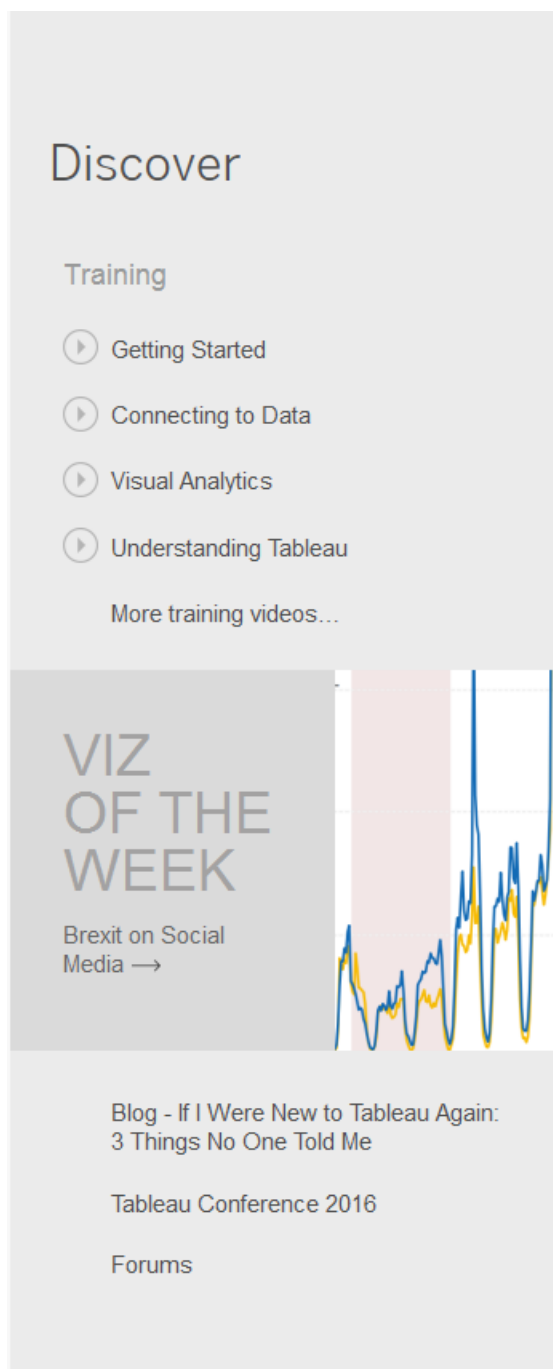 Discover
Training
Getting Started
Connecting to Data
Visual Analytics
Understanding Tableau
More training videos...
VIZ
OF THE
WEEK
Brexit on Social
Media →
Blog - If I Were New to Tableau Again:
3 Things No One Told Me
Tableau Conference 2016
Forums